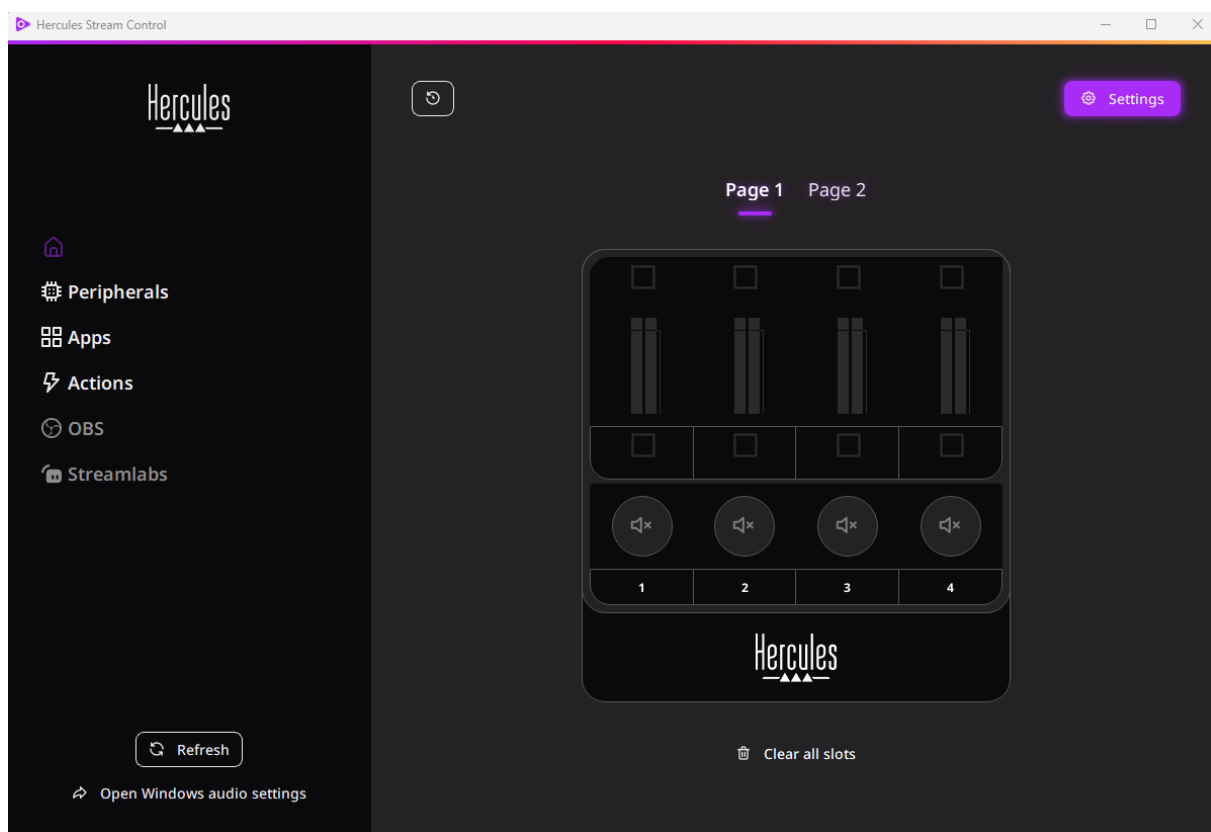 Hercules Stream Control
Hercules
Settings
Page 1 Page 2
Peripherals
Apps
Actions
OBS
Streamlabs
1 2 3 4
Hercules
Refresh
Clear all slots
Open Windows audio settings